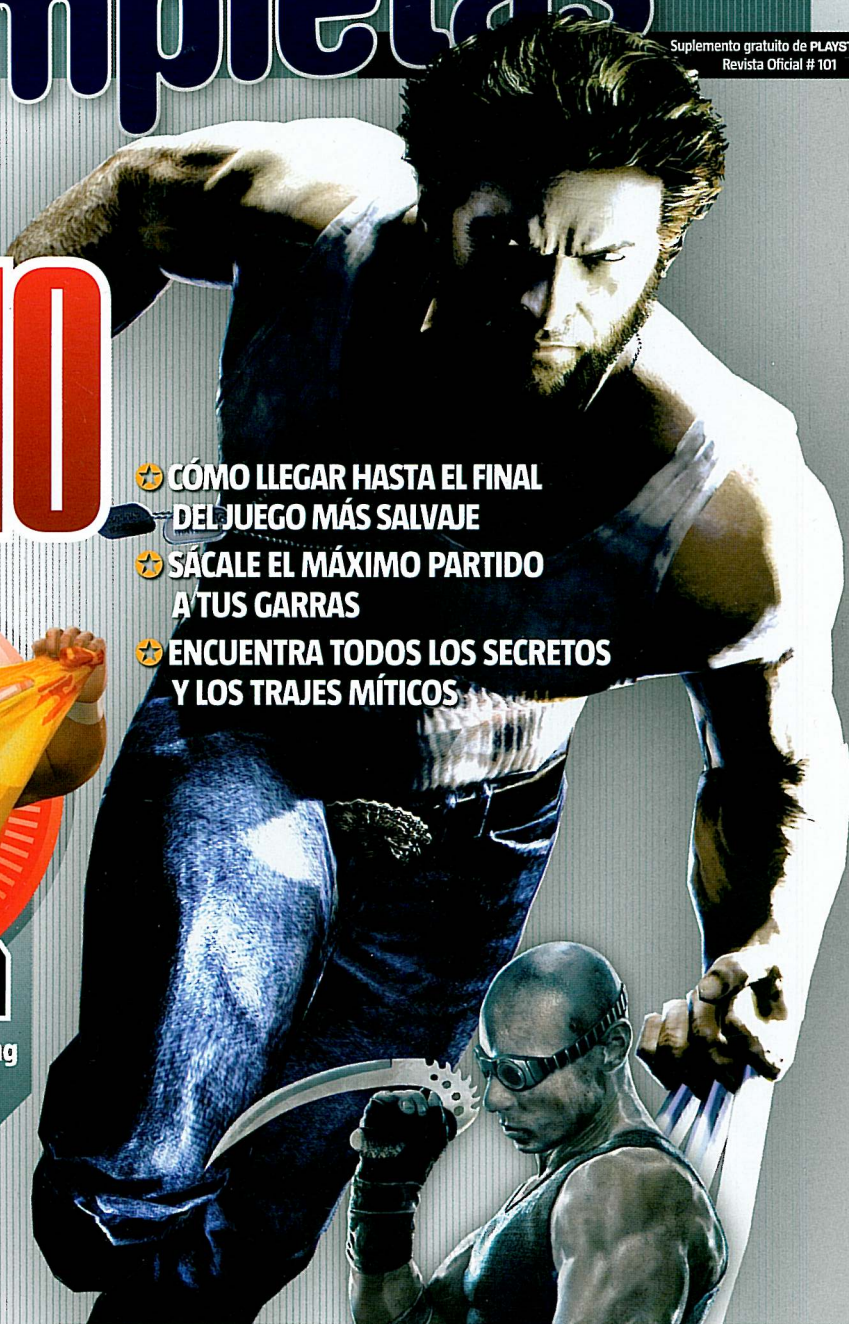 Suplemento gratuito de PLAYST
Revista Oficial # 101
mpletas
CÓMO LLEGAR HASTA EL FINAL
DEL JUEGO MÁS SALVAJE
SÁCALE EL MÁXIMO PARTIDO
A TUS GARRAS
ENCUENTRA TODOS LOS SECRETOS
Y LOS TRAJES MÍTICOS